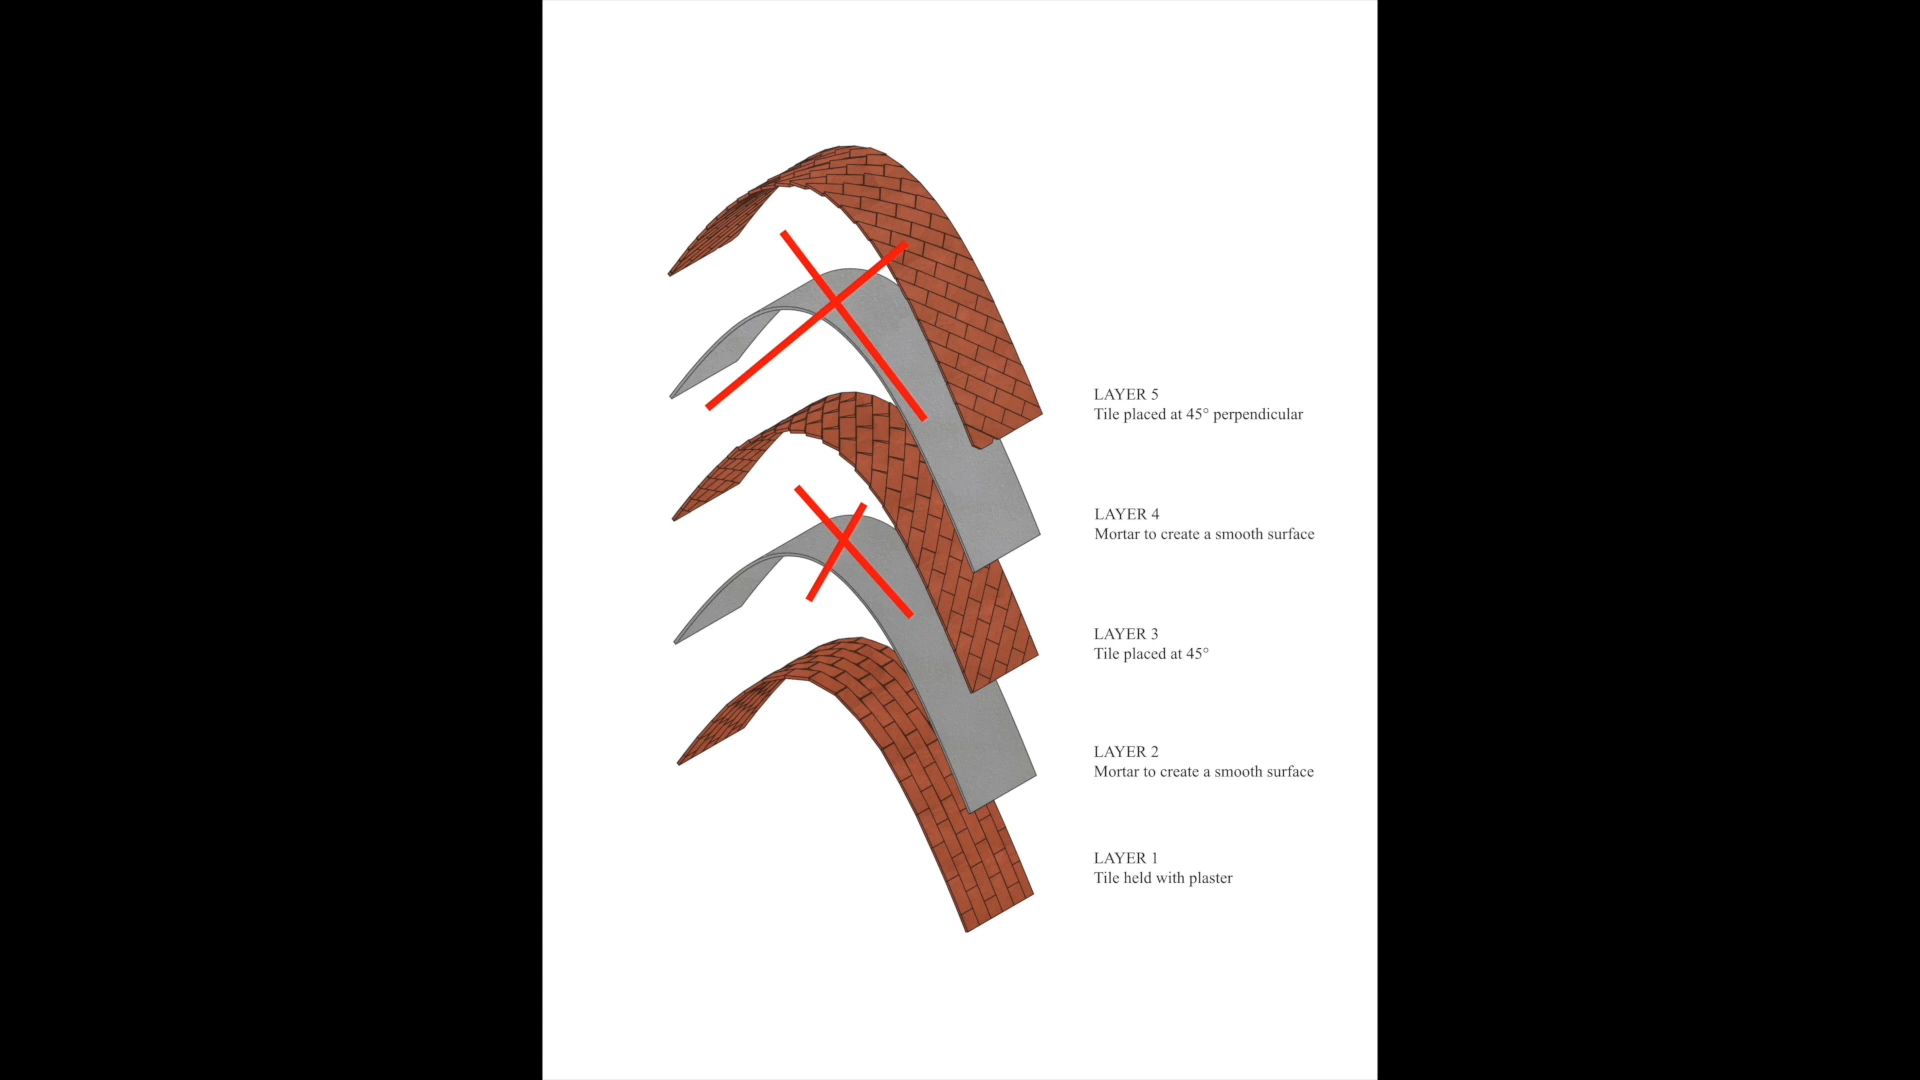 LAYER 5
Tile placed at 45° perpendicular
LAYER 4
Mortar to create a smooth surface
LAYER 3
Tile placed at 45°
LAYER 2
Mortar to create a smooth surface
LAYER 1
Tile held with plaster